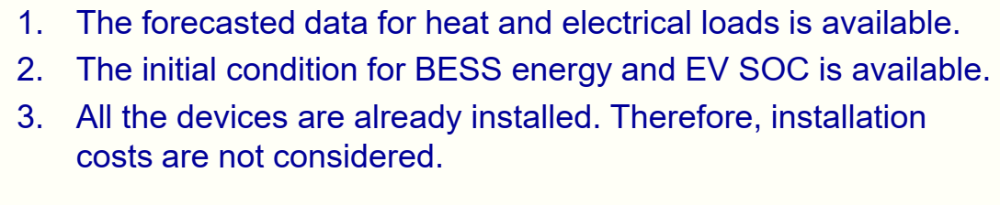 1. The forecasted data for heat and electrical loads is available.
2. The initial condition for BESS energy and EV SOC is available.
3. All the devices are already installed. Therefore, installation
costs are not considered.